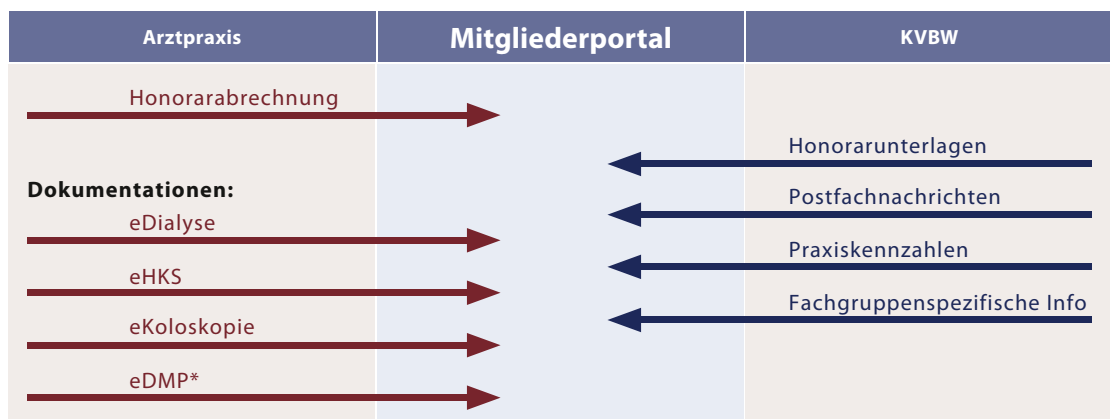 Arztpraxis
Mitgliederportal
KVBW
Honorarabrechnung
Honorarunterlagen
Dokumentationen:
Postfachnachrichten
eDialyse
Praxiskennzahlen
eHKS
Fachgruppenspezifische Info
eKoloskopie
eDMP*